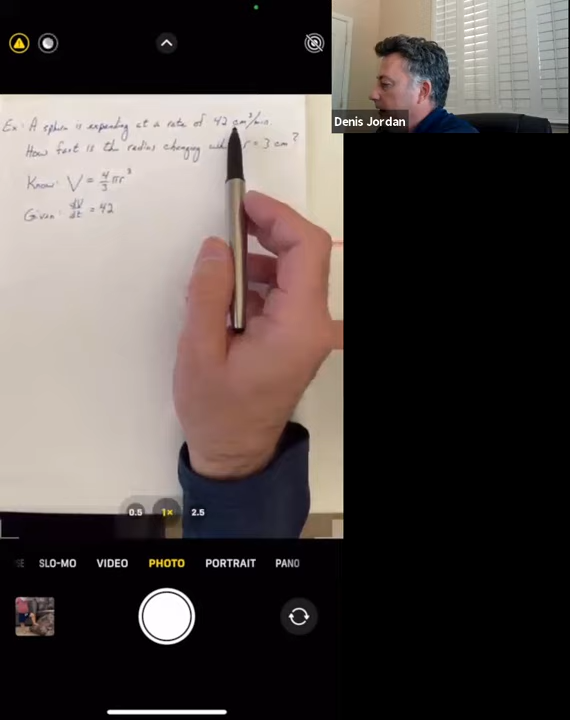 Denis Jordan
Ex: A sphere is expanding at a rate of 42 cm³/min.
How fast is the radius changing r = 3 cm?
Know: V = 4/3 πr³
Given: dV/dt = 42
0.5 1× 2.5
SLO-MO VIDEO PHOTO PORTRAIT PANO